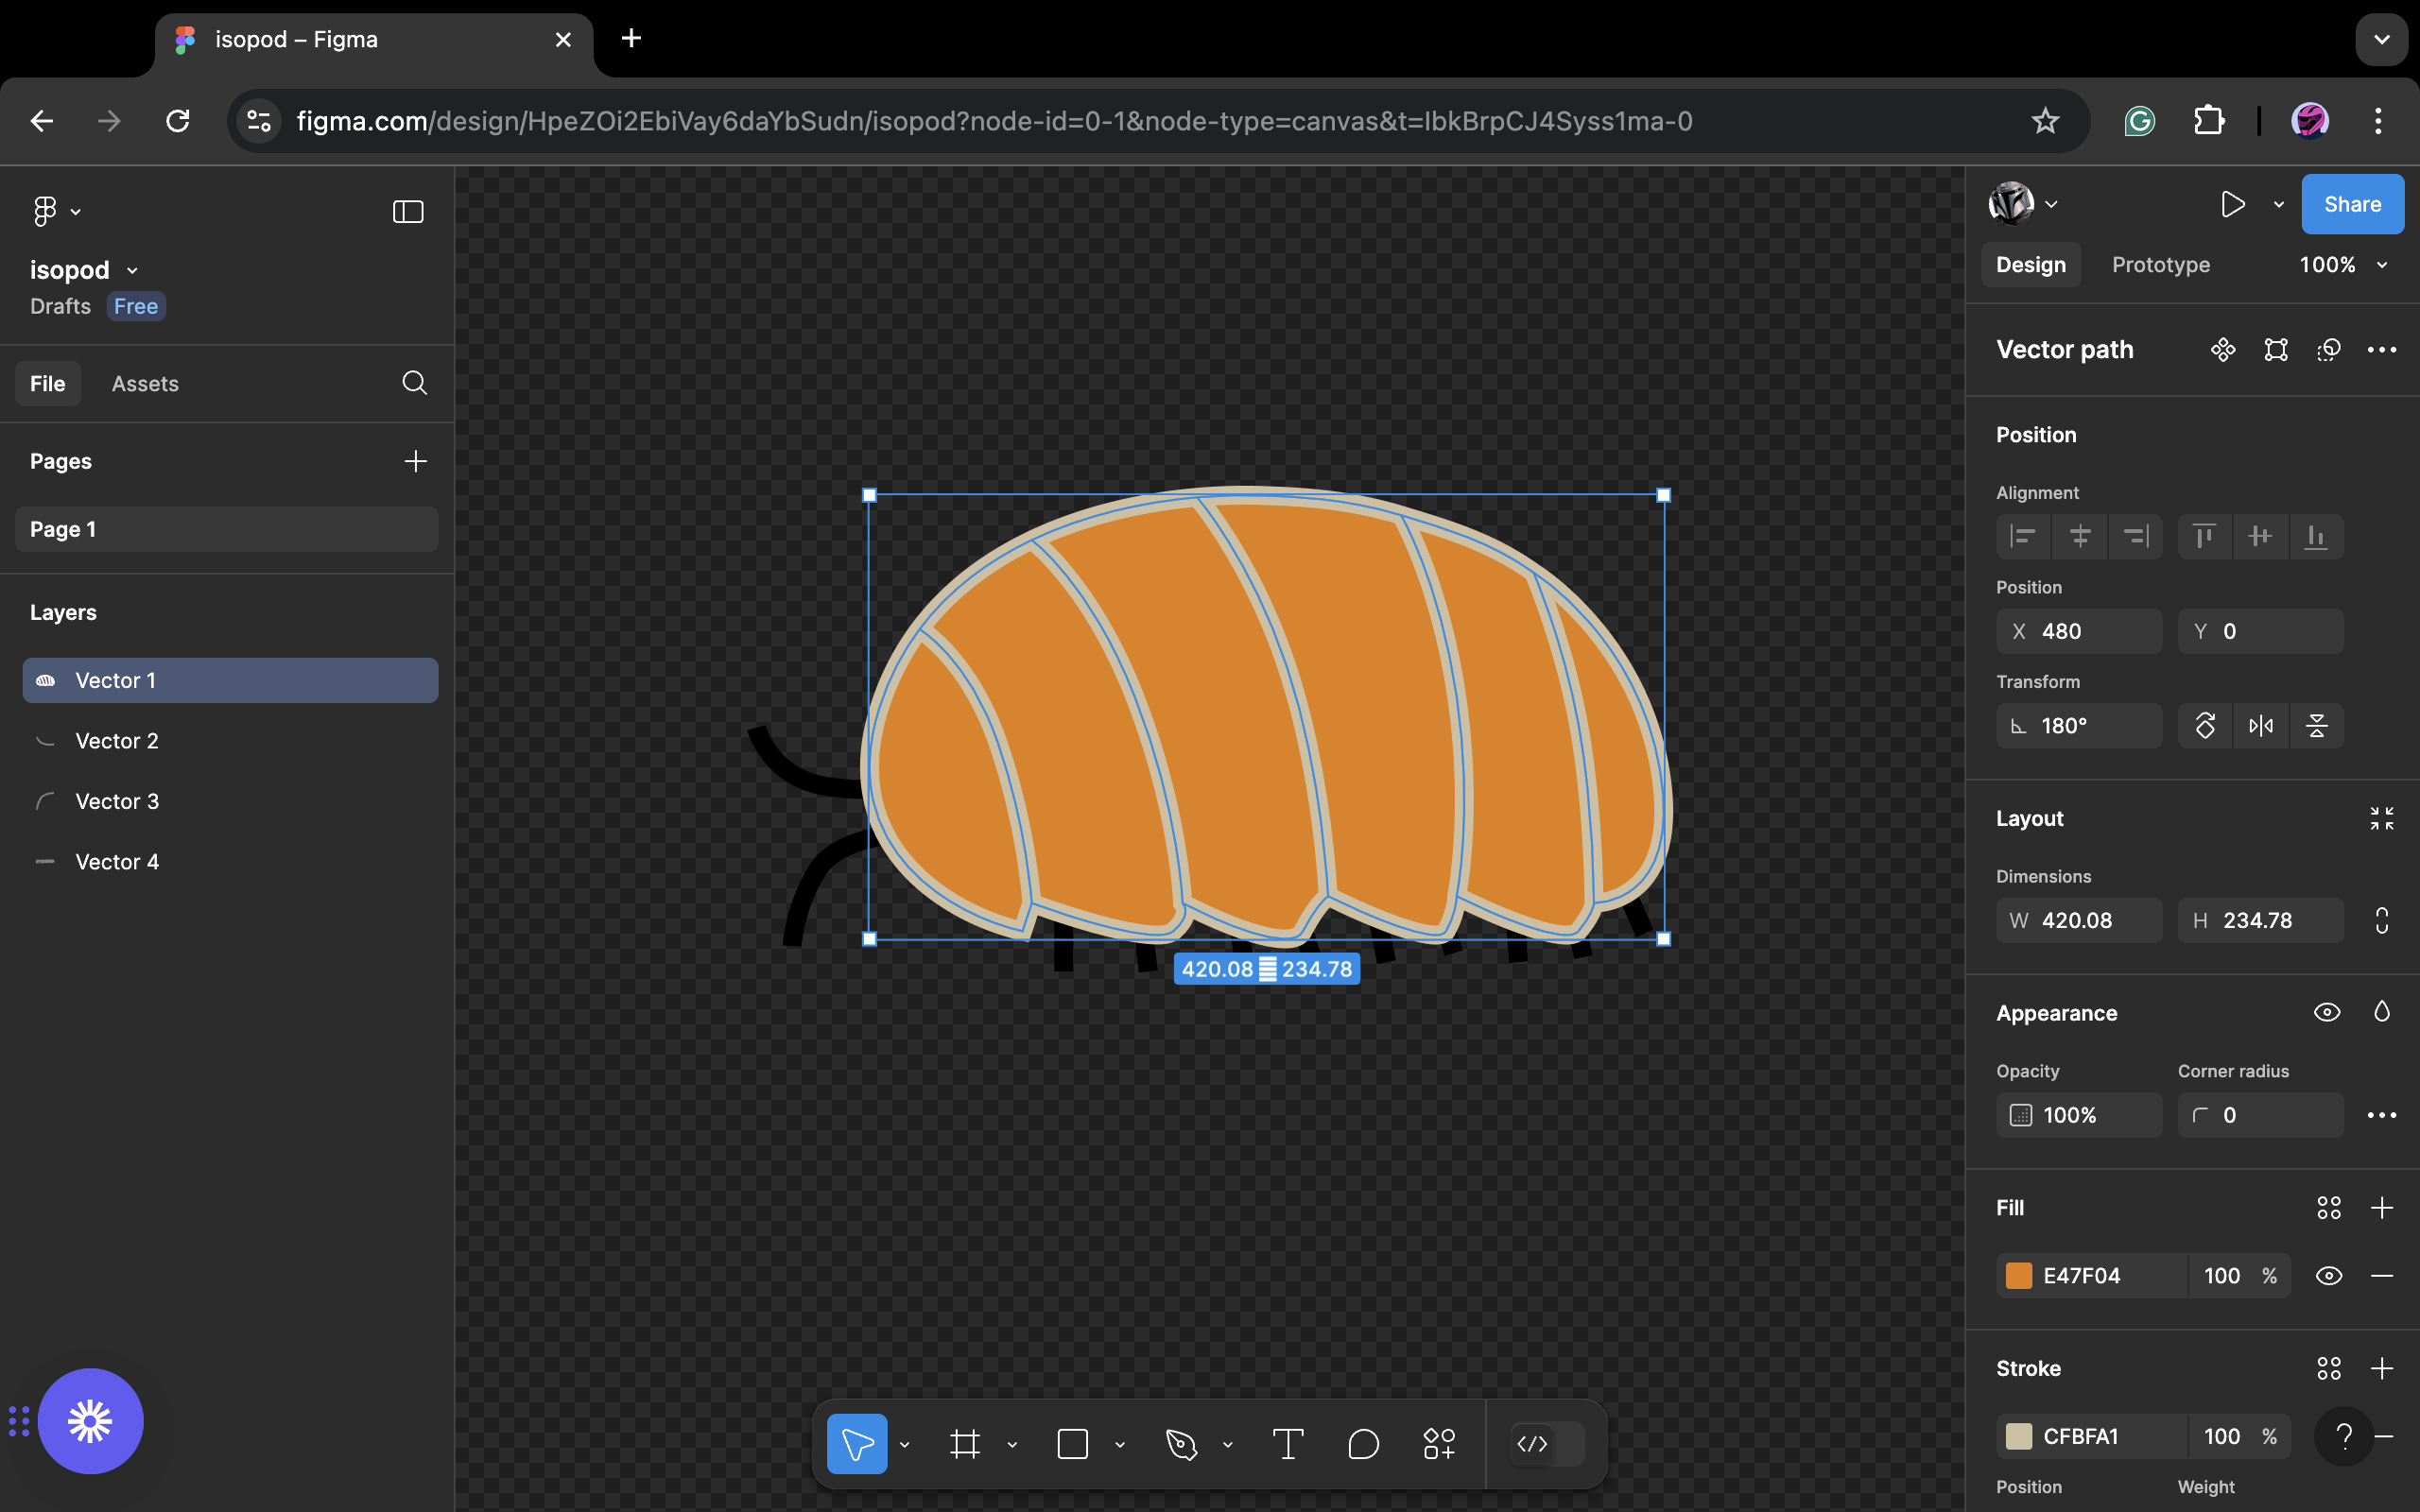 isopod – Figma
figma.com/design/HpeZOi2EbiVay6daYbSudn/isopod?node-id=0-1&node-type=canvas&t=IbkBrpCJ4Syss1ma-0
isopod
Drafts Free
File Assets
Pages
Page 1
Layers
Vector 1
Vector 2
Vector 3
Vector 4
420.08 234.78
Share
Design Prototype 100%
Vector path
Position
Alignment
Position
X 480 Y 0
Transform
180°
Layout
Dimensions
W 420.08 H 234.78
Appearance
Opacity Corner radius
100% 0
Fill
E47F04 100 %
Stroke
CFBFA1 100 %
?
Position Weight